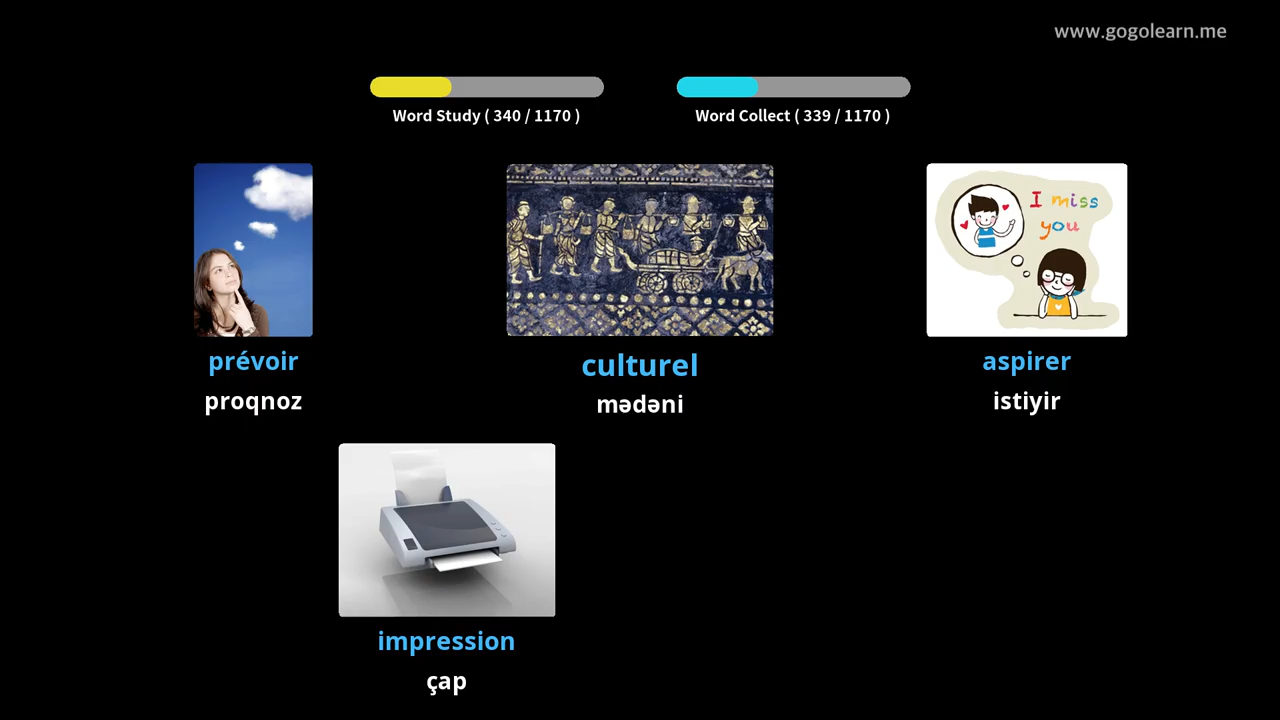 www.gogolearn.me
Word Study ( 340 / 1170 )
Word Collect ( 339 / 1170 )
I miss
you
prévoir
proqnoz
culturel
mədəni
aspirer
istiyir
impression
çap